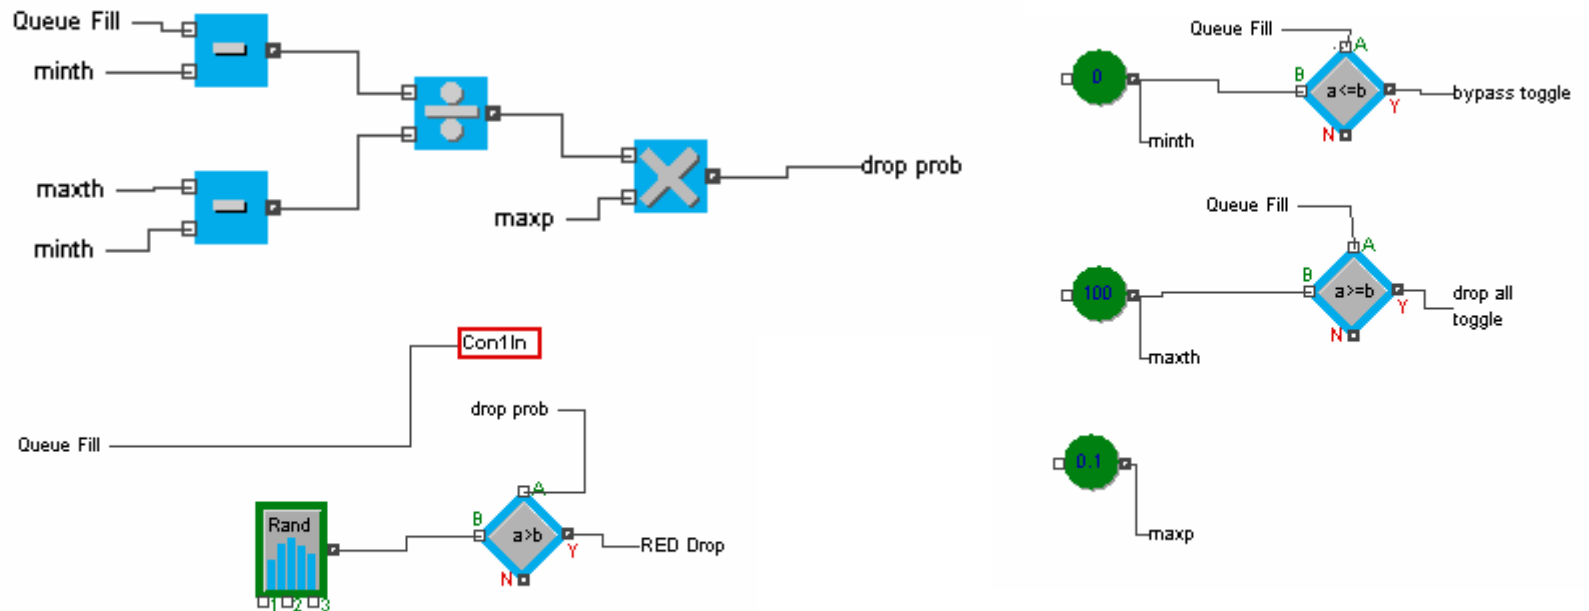 Queue Fill
minth
maxth
minth
maxp
drop prob
Con1In
drop prob
Queue Fill
Rand
1 2 3
A
B
a>b
Y
N
RED Drop
Queue Fill
A
B
0
a<=b
Y
N
bypass toggle
minth
Queue Fill
A
B
100
a>=b
Y
N
drop all
toggle
maxth
0.1
maxp